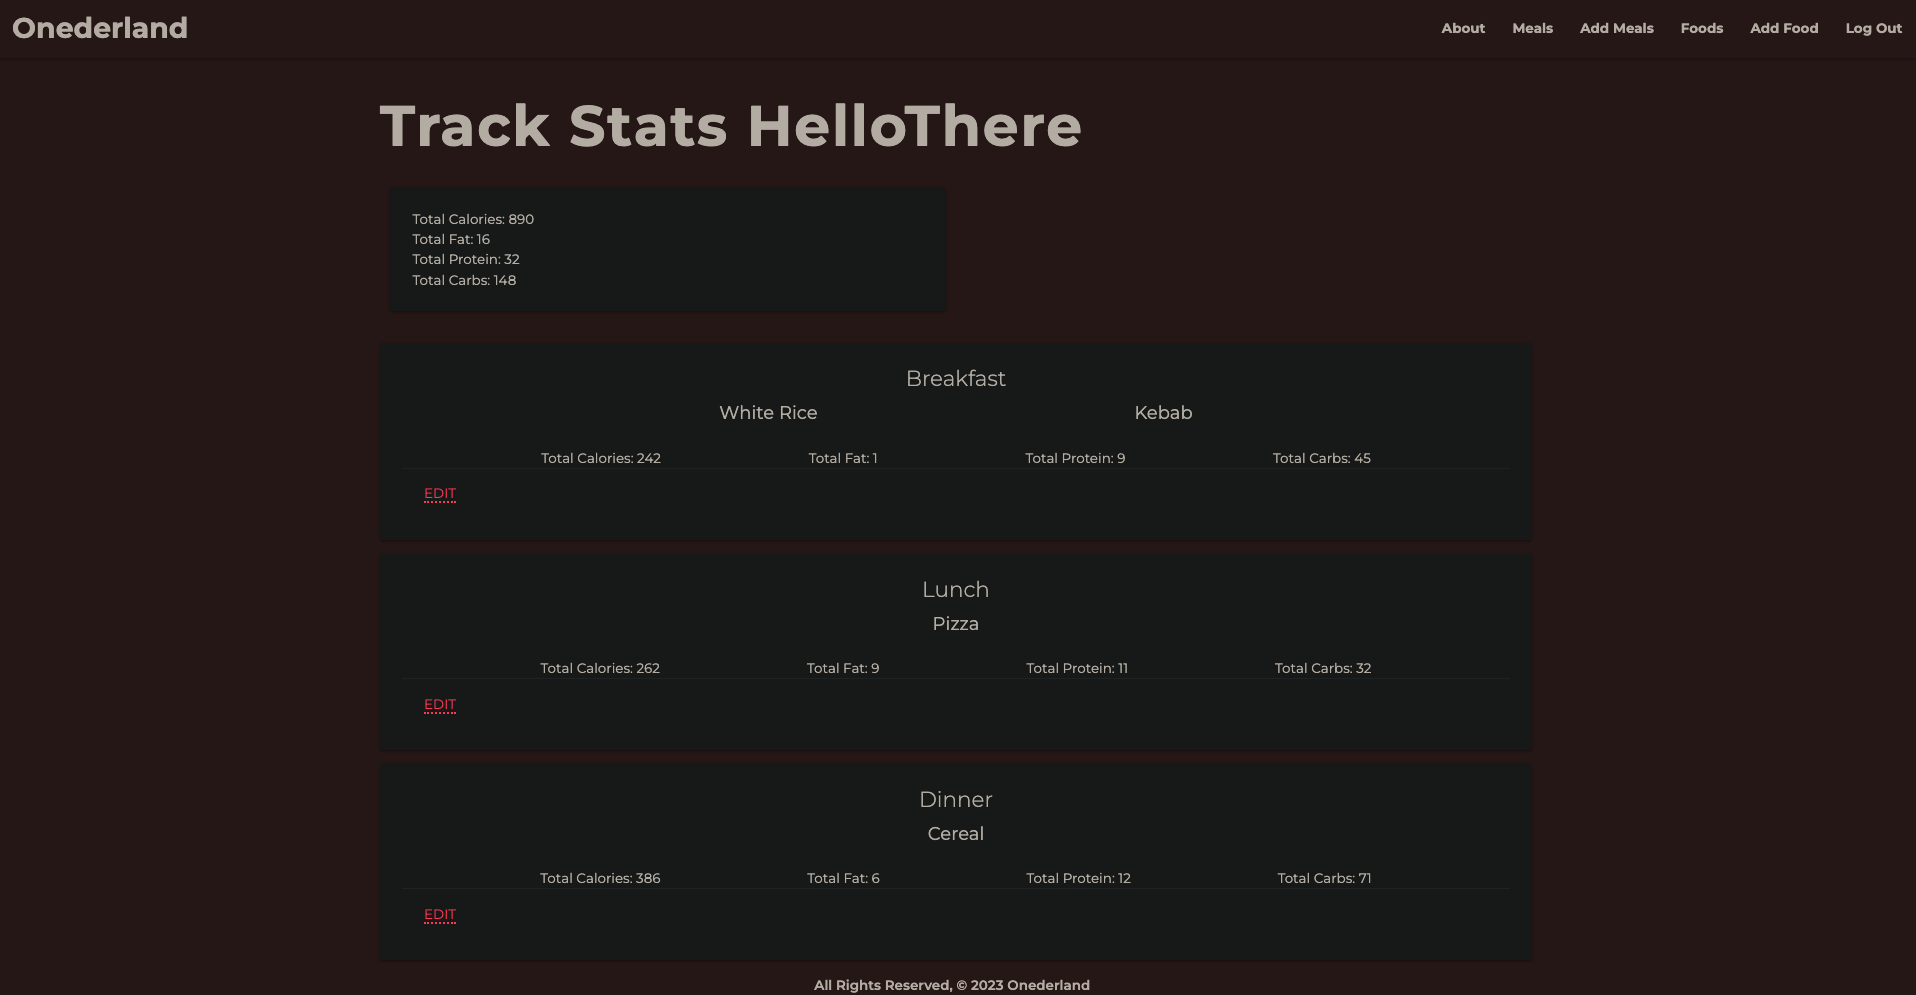 Onederland
About Meals Add Meals Foods Add Food Log Out
Track Stats HelloThere
Total Calories: 890
Total Fat: 16
Total Protein: 32
Total Carbs: 148
Breakfast
White Rice Kebab
Total Calories: 242 Total Fat: 1 Total Protein: 9 Total Carbs: 45
EDIT
Lunch
Pizza
Total Calories: 262 Total Fat: 9 Total Protein: 11 Total Carbs: 32
EDIT
Dinner
Cereal
Total Calories: 386 Total Fat: 6 Total Protein: 12 Total Carbs: 71
EDIT
All Rights Reserved, © 2023 Onederland